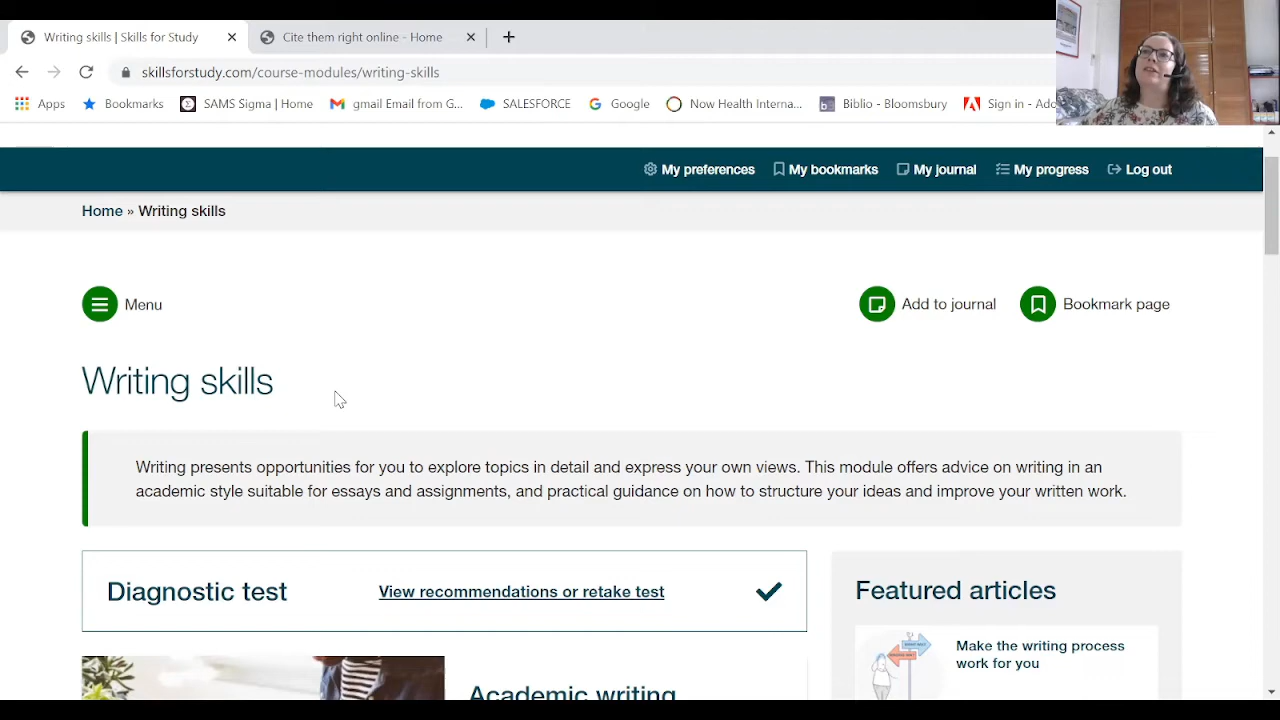 Writing skills | Skills for Study
Cite them right online - Home
skillsforstudy.com/course-modules/writing-skills
Apps
Bookmarks
SAMS Sigma | Home
gmail Email from G...
SALESFORCE
Google
Now Health Interna...
Biblio - Bloomsbury
Sign in - Ado
My preferences
My bookmarks
My journal
My progress
Log out
Home » Writing skills
Menu
Add to journal
Bookmark page
Writing skills
Writing presents opportunities for you to explore topics in detail and express your own views. This module offers advice on writing in an
academic style suitable for essays and assignments, and practical guidance on how to structure your ideas and improve your written work.
Diagnostic test
View recommendations or retake test
Featured articles
Make the writing process
work for you
Academic writing